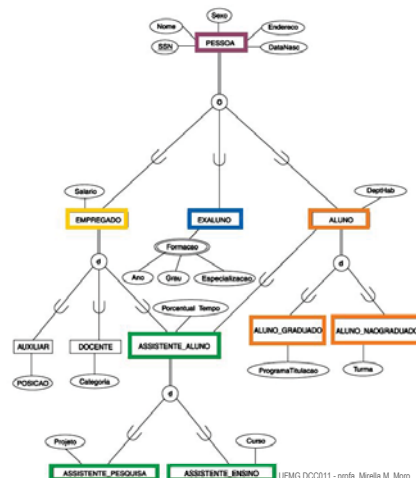 Sexo
Nome
Endereco
PESSOA
SSN
DataNasc
O
Salario
DeptHab
EMPREGADO
EXALUNO
ALUNO
Formacao
d
d
Ano
Grau
Especializacao
Porcentual Tempo
AUXILIAR
DOCENTE
ASSISTENTE_ALUNO
ALUNO_GRADUADO
ALUNO_NAOGRADUADO
POSICAO
Categoria
ProgramaTitulacao
Turma
d
Projeto
Curso
ASSISTENTE_PESQUISA
ASSISTENTE_ENSINO
UFMG DCC011 - profa. Mirella M. Moro